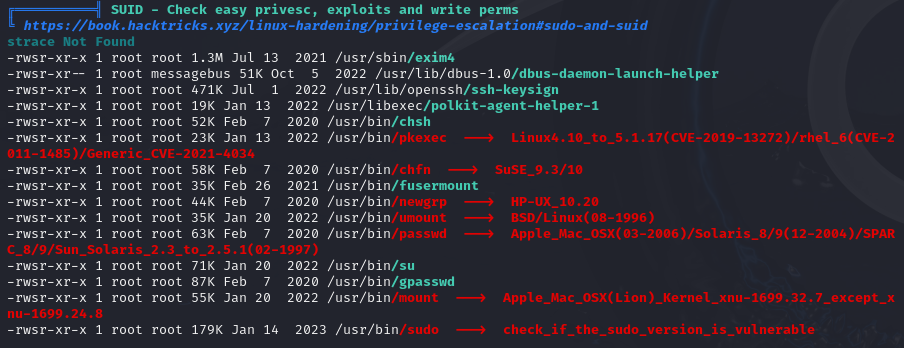 ╔══════════╣ SUID - Check easy privesc, exploits and write perms
╚ https://book.hacktricks.xyz/linux-hardening/privilege-escalation#sudo-and-suid
strace Not Found
-rwsr-xr-x 1 root root 1.3M Jul 13  2021 /usr/sbin/exim4
-rwsr-xr-- 1 root messagebus 51K Oct  5  2022 /usr/lib/dbus-1.0/dbus-daemon-launch-helper
-rwsr-xr-x 1 root root 471K Jul  1  2022 /usr/lib/openssh/ssh-keysign
-rwsr-xr-x 1 root root 19K Jan 13  2022 /usr/libexec/polkit-agent-helper-1
-rwsr-xr-x 1 root root 52K Feb  7  2020 /usr/bin/chsh
-rwsr-xr-x 1 root root 23K Jan 13  2022 /usr/bin/pkexec  --->  Linux4.10_to_5.1.17(CVE-2019-13272)/rhel_6(CVE-2
011-1485)/Generic_CVE-2021-4034
-rwsr-xr-x 1 root root 58K Feb  7  2020 /usr/bin/chfn  --->  SuSE_9.3/10
-rwsr-xr-x 1 root root 35K Feb 26  2021 /usr/bin/fusermount
-rwsr-xr-x 1 root root 44K Feb  7  2020 /usr/bin/newgrp  --->  HP-UX_10.20
-rwsr-xr-x 1 root root 35K Jan 20  2022 /usr/bin/umount  --->  BSD/Linux(08-1996)
-rwsr-xr-x 1 root root 63K Feb  7  2020 /usr/bin/passwd  --->  Apple_Mac_OSX(03-2006)/Solaris_8/9(12-2004)/SPAR
C_8/9/Sun_Solaris_2.3_to_2.5.1(02-1997)
-rwsr-xr-x 1 root root 71K Jan 20  2022 /usr/bin/su
-rwsr-xr-x 1 root root 87K Feb  7  2020 /usr/bin/gpasswd
-rwsr-xr-x 1 root root 55K Jan 20  2022 /usr/bin/mount  --->  Apple_Mac_OSX(Lion)_Kernel_xnu-1699.32.7_except_x
nu-1699.24.8
-rwsr-xr-x 1 root root 179K Jan 14  2023 /usr/bin/sudo  --->  check_if_the_sudo_version_is_vulnerable